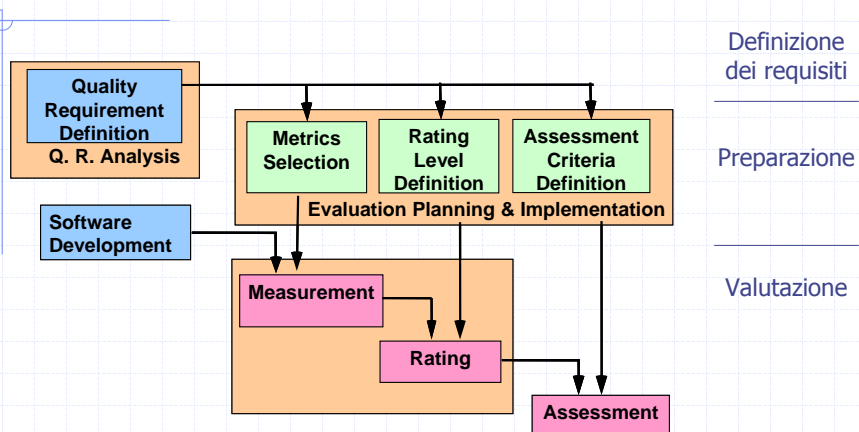 Definizione
dei requisiti
Quality
Requirement
Definition
Q. R. Analysis
Metrics
Selection
Rating
Level
Definition
Assessment
Criteria
Definition
Evaluation Planning & Implementation
Preparazione
Software
Development
Measurement
Valutazione
Rating
Assessment